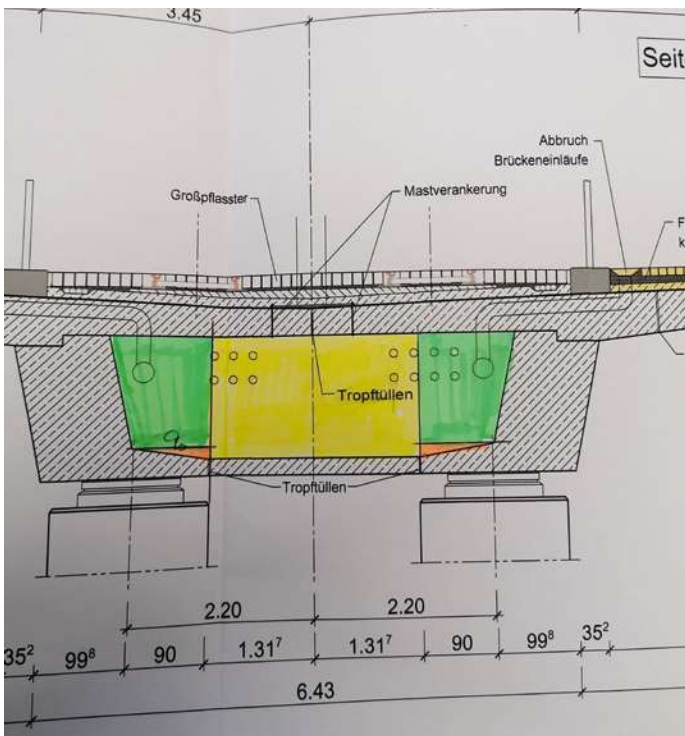 3.45
Seit
Abbruch
Brückeneinläufe
Großpflasster
Mastverankerung
F
k
Tropftüllen
Tropftüllen
2.20
2.20
35²
99⁸
90
1.31⁷
1.31⁷
90
99⁸
35²
6.43